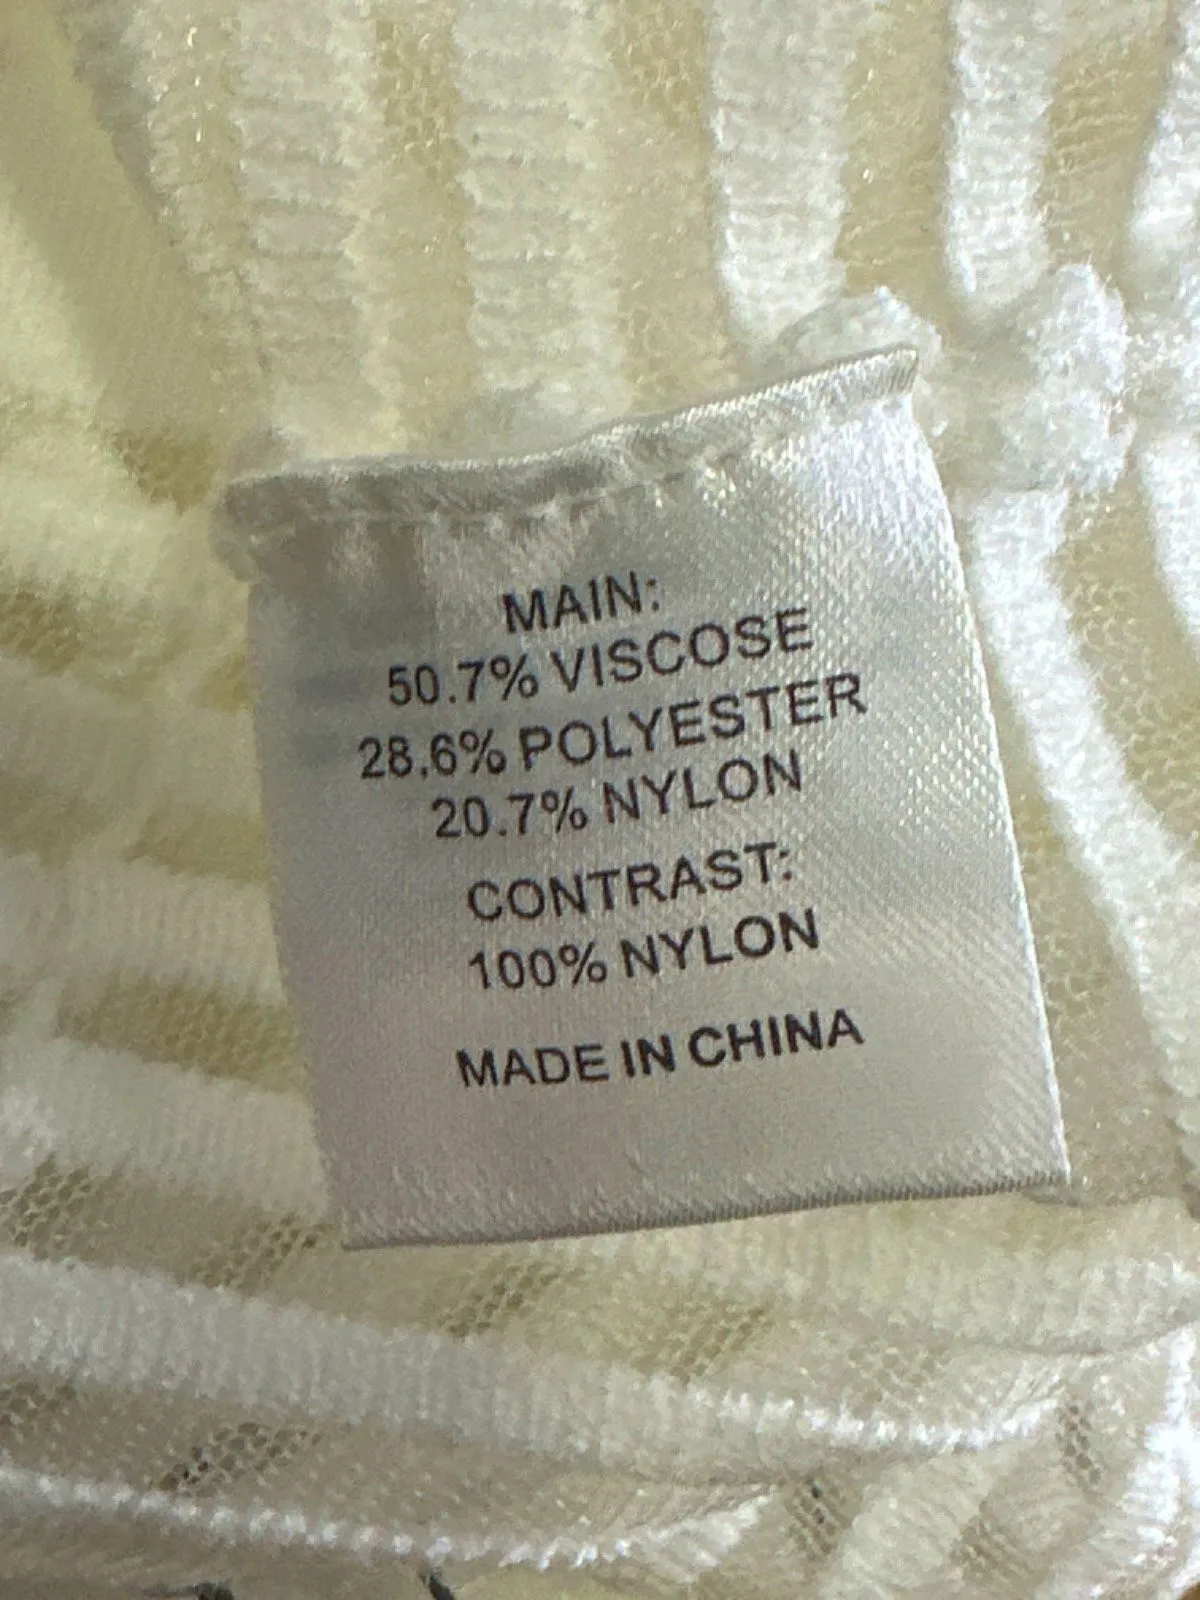 MAIN:
50.7% VISCOSE
28.6% POLYESTER
20.7% NYLON
CONTRAST:
100% NYLON
MADE IN CHINA